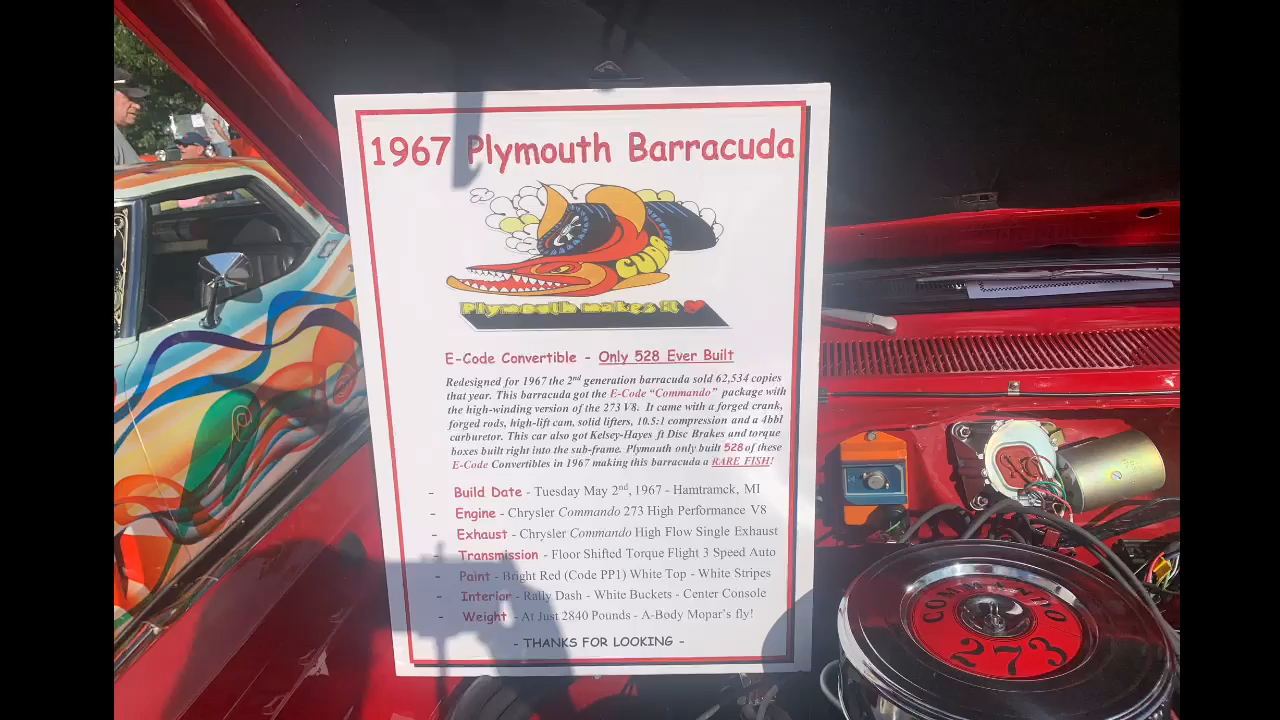 1967 Plymouth Barracuda
CUDA
Plymouth makes it
E-Code Convertible - Only 528 Ever Built
Redesigned for 1967 the 2nd generation barracuda sold 62,534 copies
that year. This barracuda got the E-Code “Commando” package with
the high-winding version of the 273 V8. It came with a forged crank,
forged rods, high-lift cam, solid lifters, 10.5:1 compression and a 4bbl
carburetor. This car also got Kelsey-Hayes ft Disc Brakes and torque
boxes built right into the sub-frame. Plymouth only built 528 of these
E-Code Convertibles in 1967 making this barracuda a RARE FISH!
- Build Date - Tuesday May 2nd, 1967 - Hamtramck, MI
- Engine - Chrysler Commando 273 High Performance V8
- Exhaust - Chrysler Commando High Flow Single Exhaust
- Transmission - Floor Shifted Torque Flight 3 Speed Auto
- Paint - Bright Red (Code PP1) White Top - White Stripes
- Interior - Rally Dash - White Buckets - Center Console
- Weight - At Just 2840 Pounds - A-Body Mopar's fly!
- THANKS FOR LOOKING -
COMMANDO
273